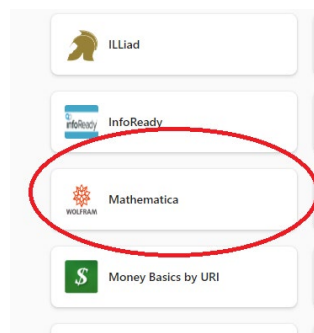 ILLiad
InfoReady
InfoReady
Mathematica
WOLFRAM
$
Money Basics by URI